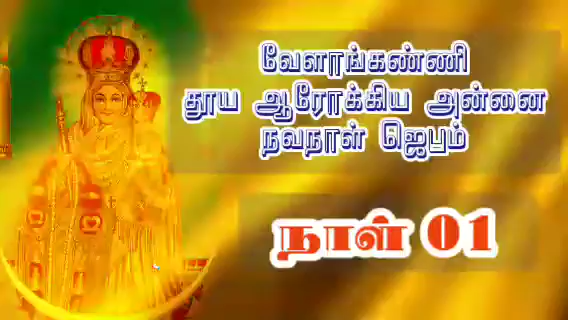 வேளாங்கண்ணி
தூய ஆரோக்கிய அன்னை
நவநாள் ஜெபம்
நாள் 01